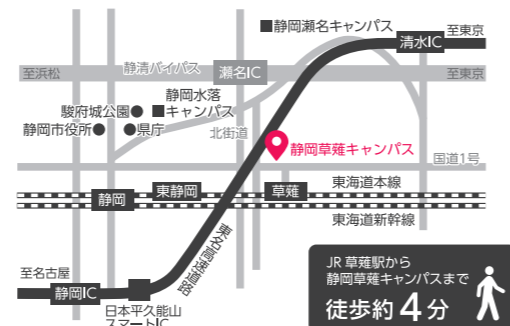 ■静岡瀬名キャンパス
清水IC
至東京
至浜松
静清バイパス
瀬名IC
至東京
静岡水落
■キャンパス
駿府城公園●
静岡市役所●
●県庁
北街道
静岡草薙キャンパス
国道1号
静岡
東静岡
草薙
東海道本線
東海道新幹線
東名高速道路
至名古屋
静岡IC
日本平久能山
スマートIC
JR 草薙駅から
静岡草薙キャンパスまで
徒歩約4分